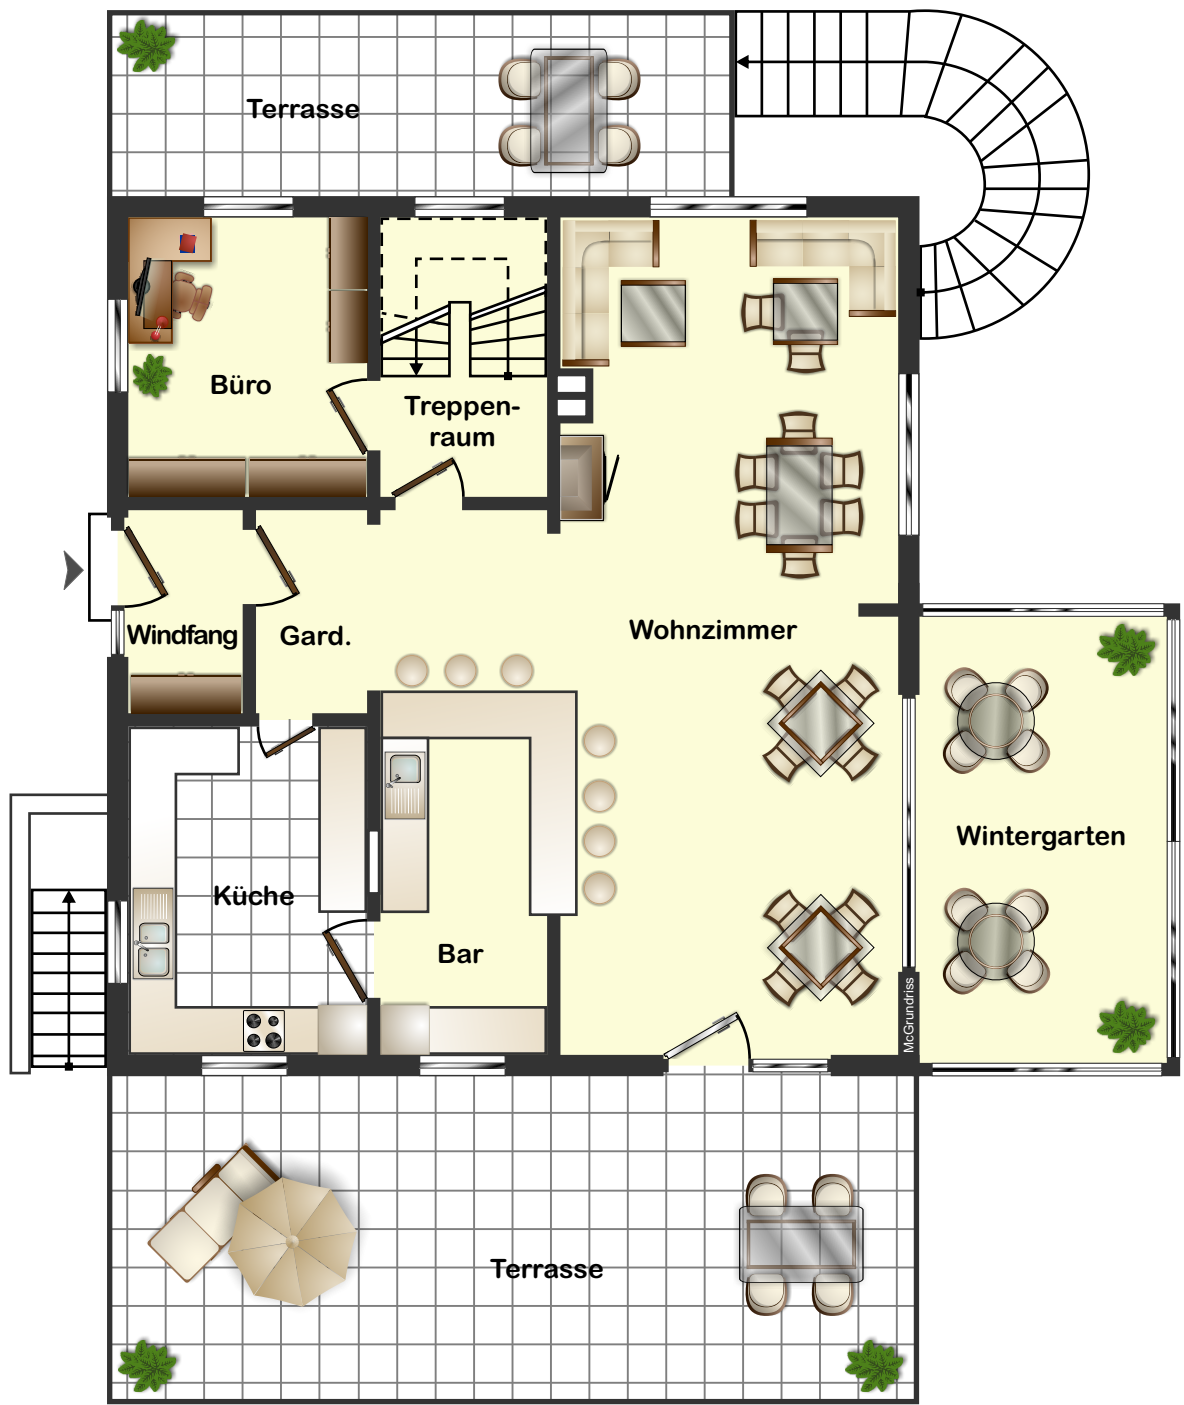 Terrasse
Büro
Treppen-
raum
Windfang
Gard.
Wohnzimmer
Wintergarten
Küche
Bar
McGrundriss
Terrasse